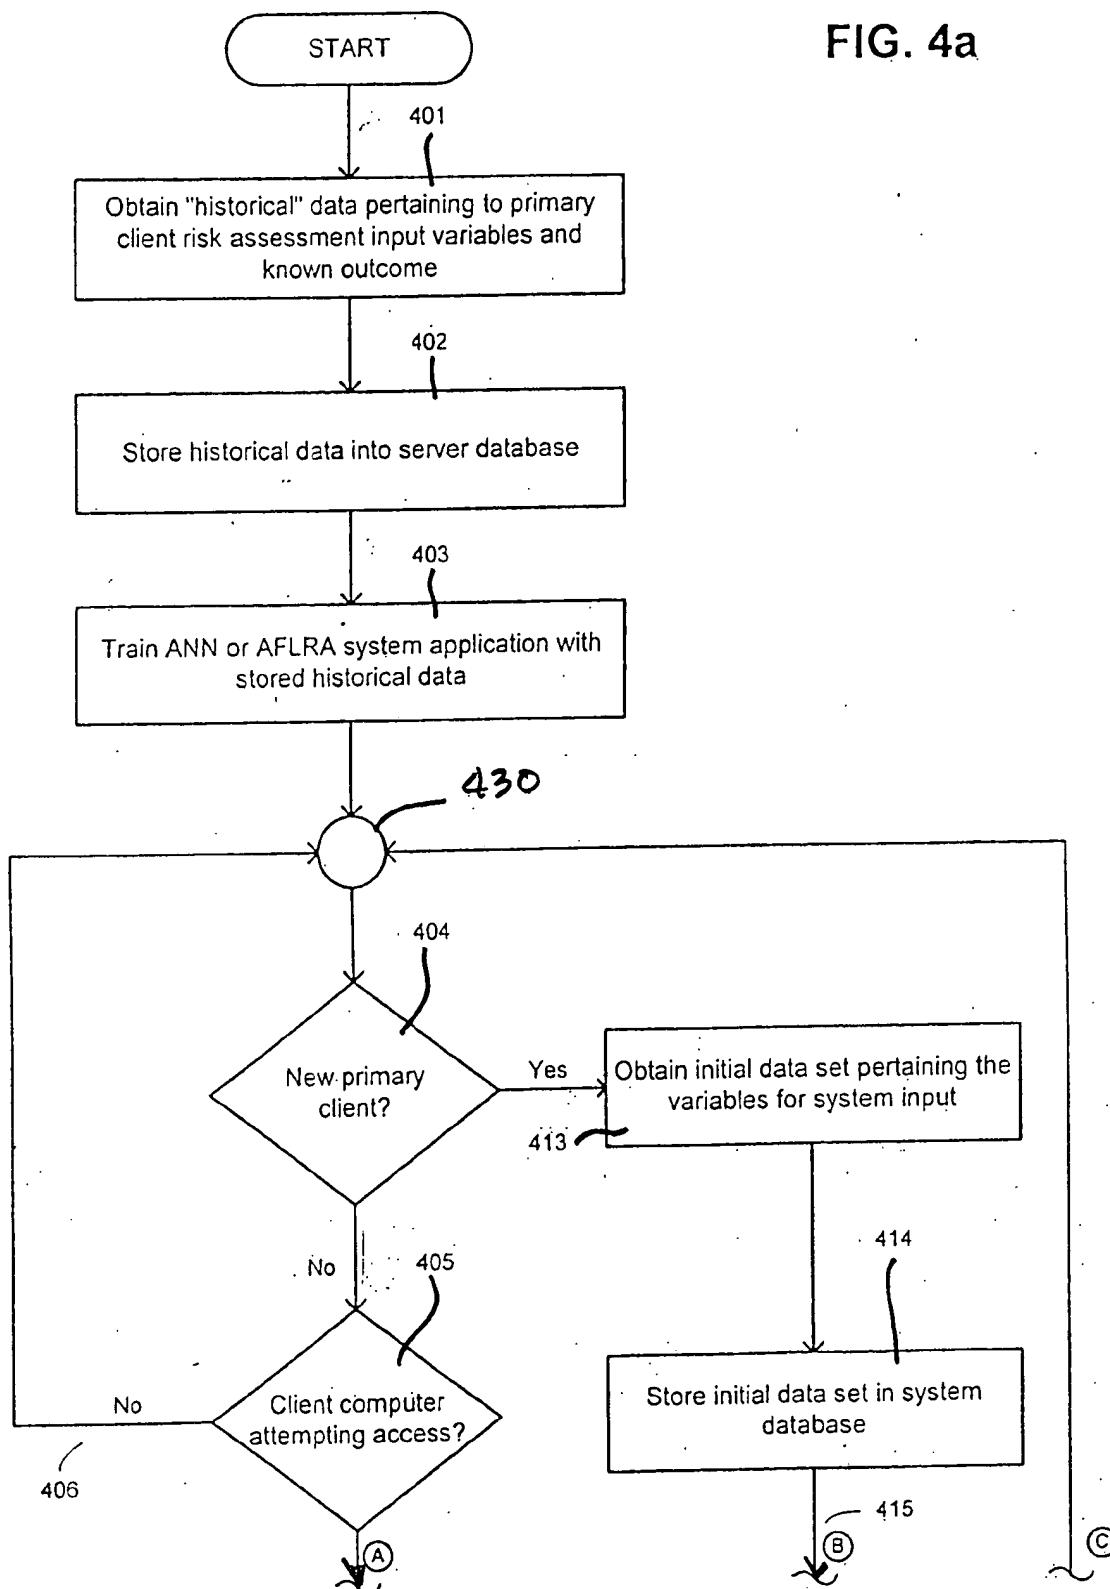 FIG. 4a
START
401
Obtain "historical" data pertaining to primary
client risk assessment input variables and
known outcome
402
Store historical data into server database
403
Train ANN or AFLRA system application with
stored historical data
430
404
New primary
client?
Yes
Obtain initial data set pertaining the
variables for system input
413
No
405
414
Client computer
attempting access?
No
406
Store initial data set in system
database
415
A
B
C